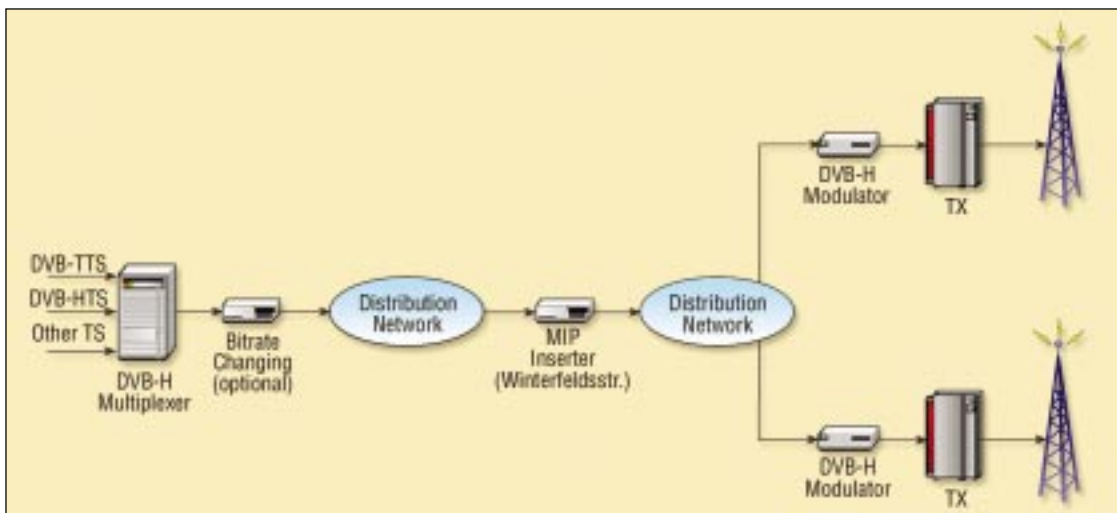 DVB-TTS
DVB-HTS
Other TS
DVB-H
Multiplexer
Bitrate
Changing
(optional)
Distribution
Network
MIP
Inserter
(Winterfeldsstr.)
Distribution
Network
DVB-H
Modulator
TX
DVB-H
Modulator
TX